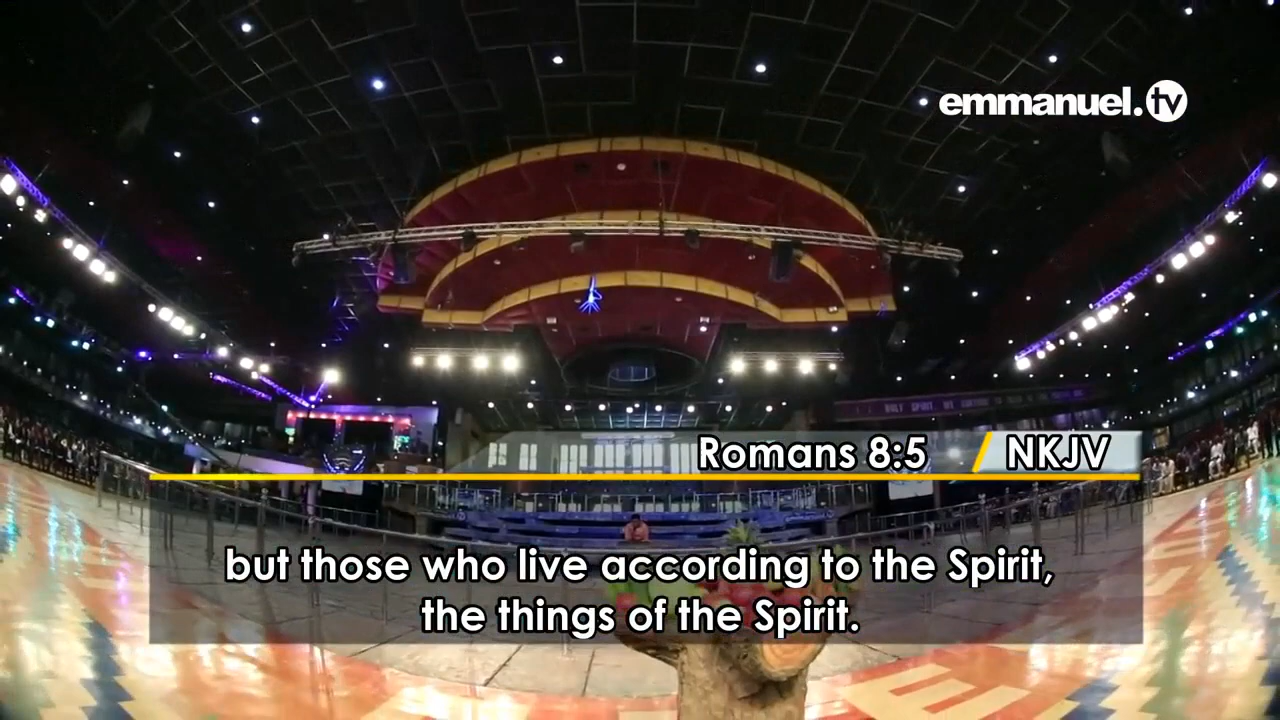 emmanuel.tv
Romans 8:5 / NKJV
but those who live according to the Spirit,
the things of the Spirit.